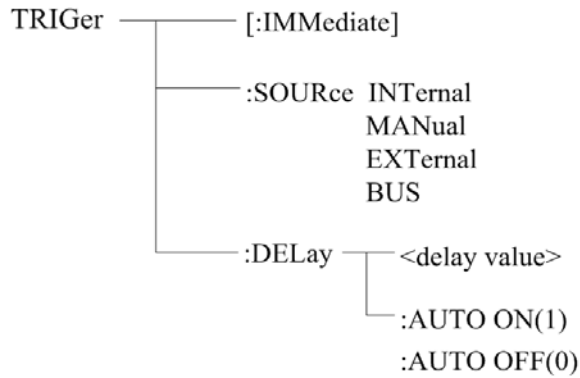 TRIGer [:IMMediate]
:SOURce INTernal
MANual
EXTernal
BUS
:DELay <delay value>
:AUTO ON(1)
:AUTO OFF(0)